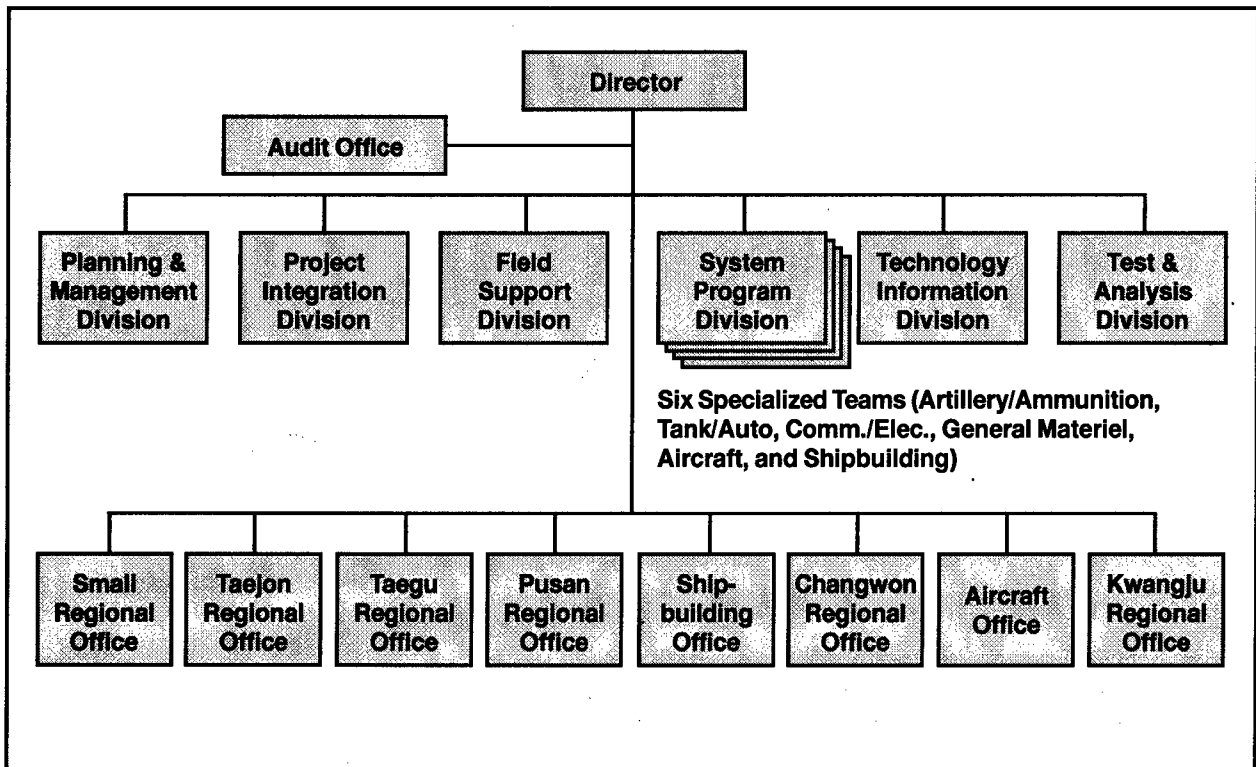 Director
Audit Office
Planning &
Management
Division
Project
Integration
Division
Field
Support
Division
System
Program
Division
Technology
Information
Division
Test &
Analysis
Division
Six Specialized Teams (Artillery/Ammunition,
Tank/Auto, Comm./Elec., General Materiel,
Aircraft, and Shipbuilding)
Small
Regional
Office
Taejon
Regional
Office
Taegu
Regional
Office
Pusan
Regional
Office
Ship-
building
Office
Changwon
Regional
Office
Aircraft
Office
Kwangju
Regional
Office